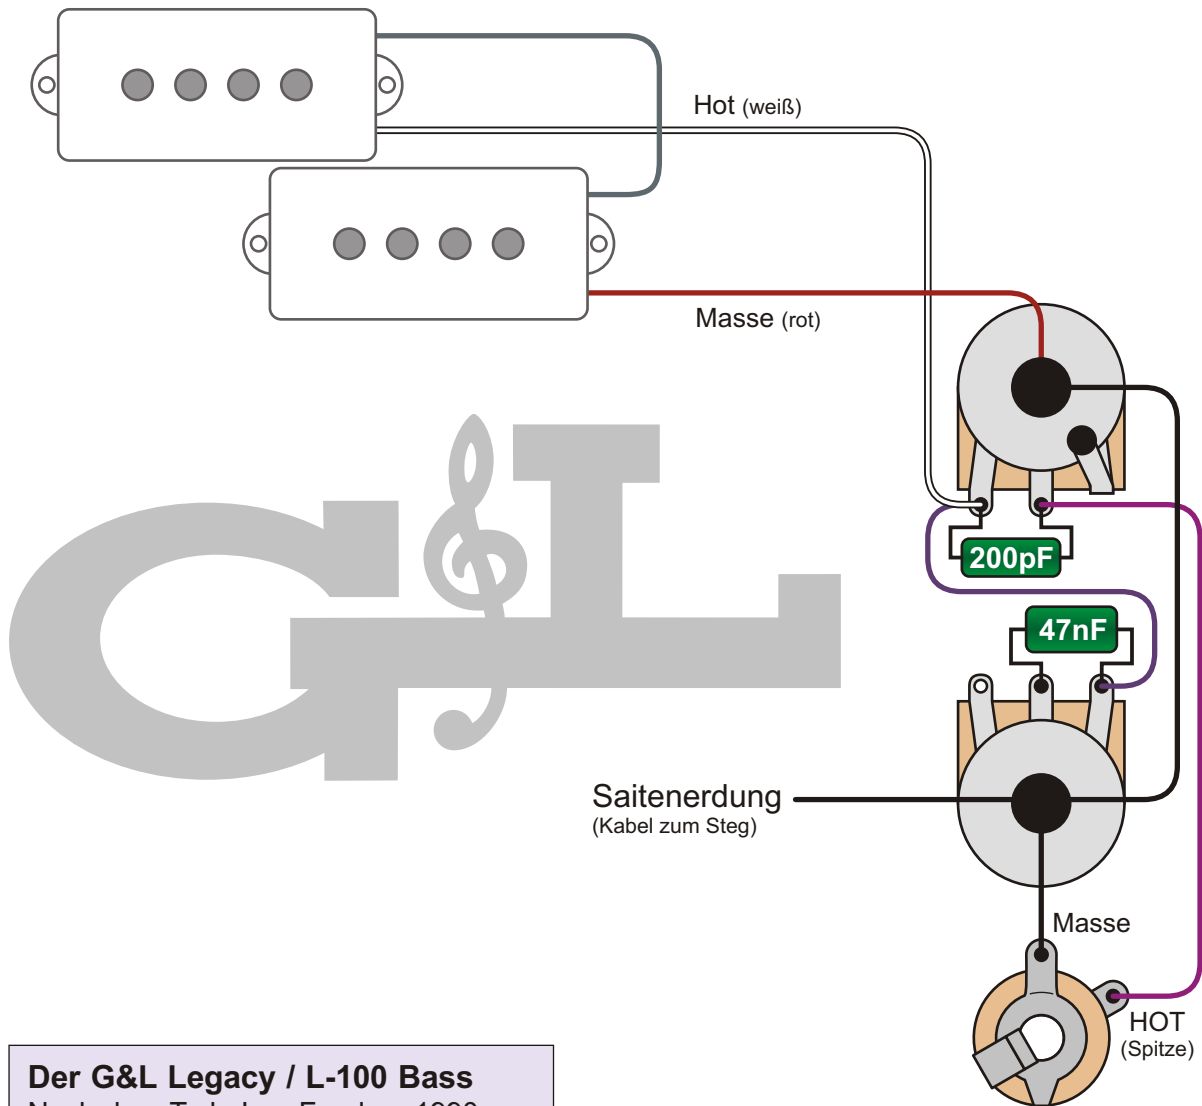 Hot (weiß)
Masse (rot)
200pF
47nF
G&L
Saitenerdung
(Kabel zum Steg)
Masse
HOT
(Spitze)
Der G&L Legacy / L-100 Bass